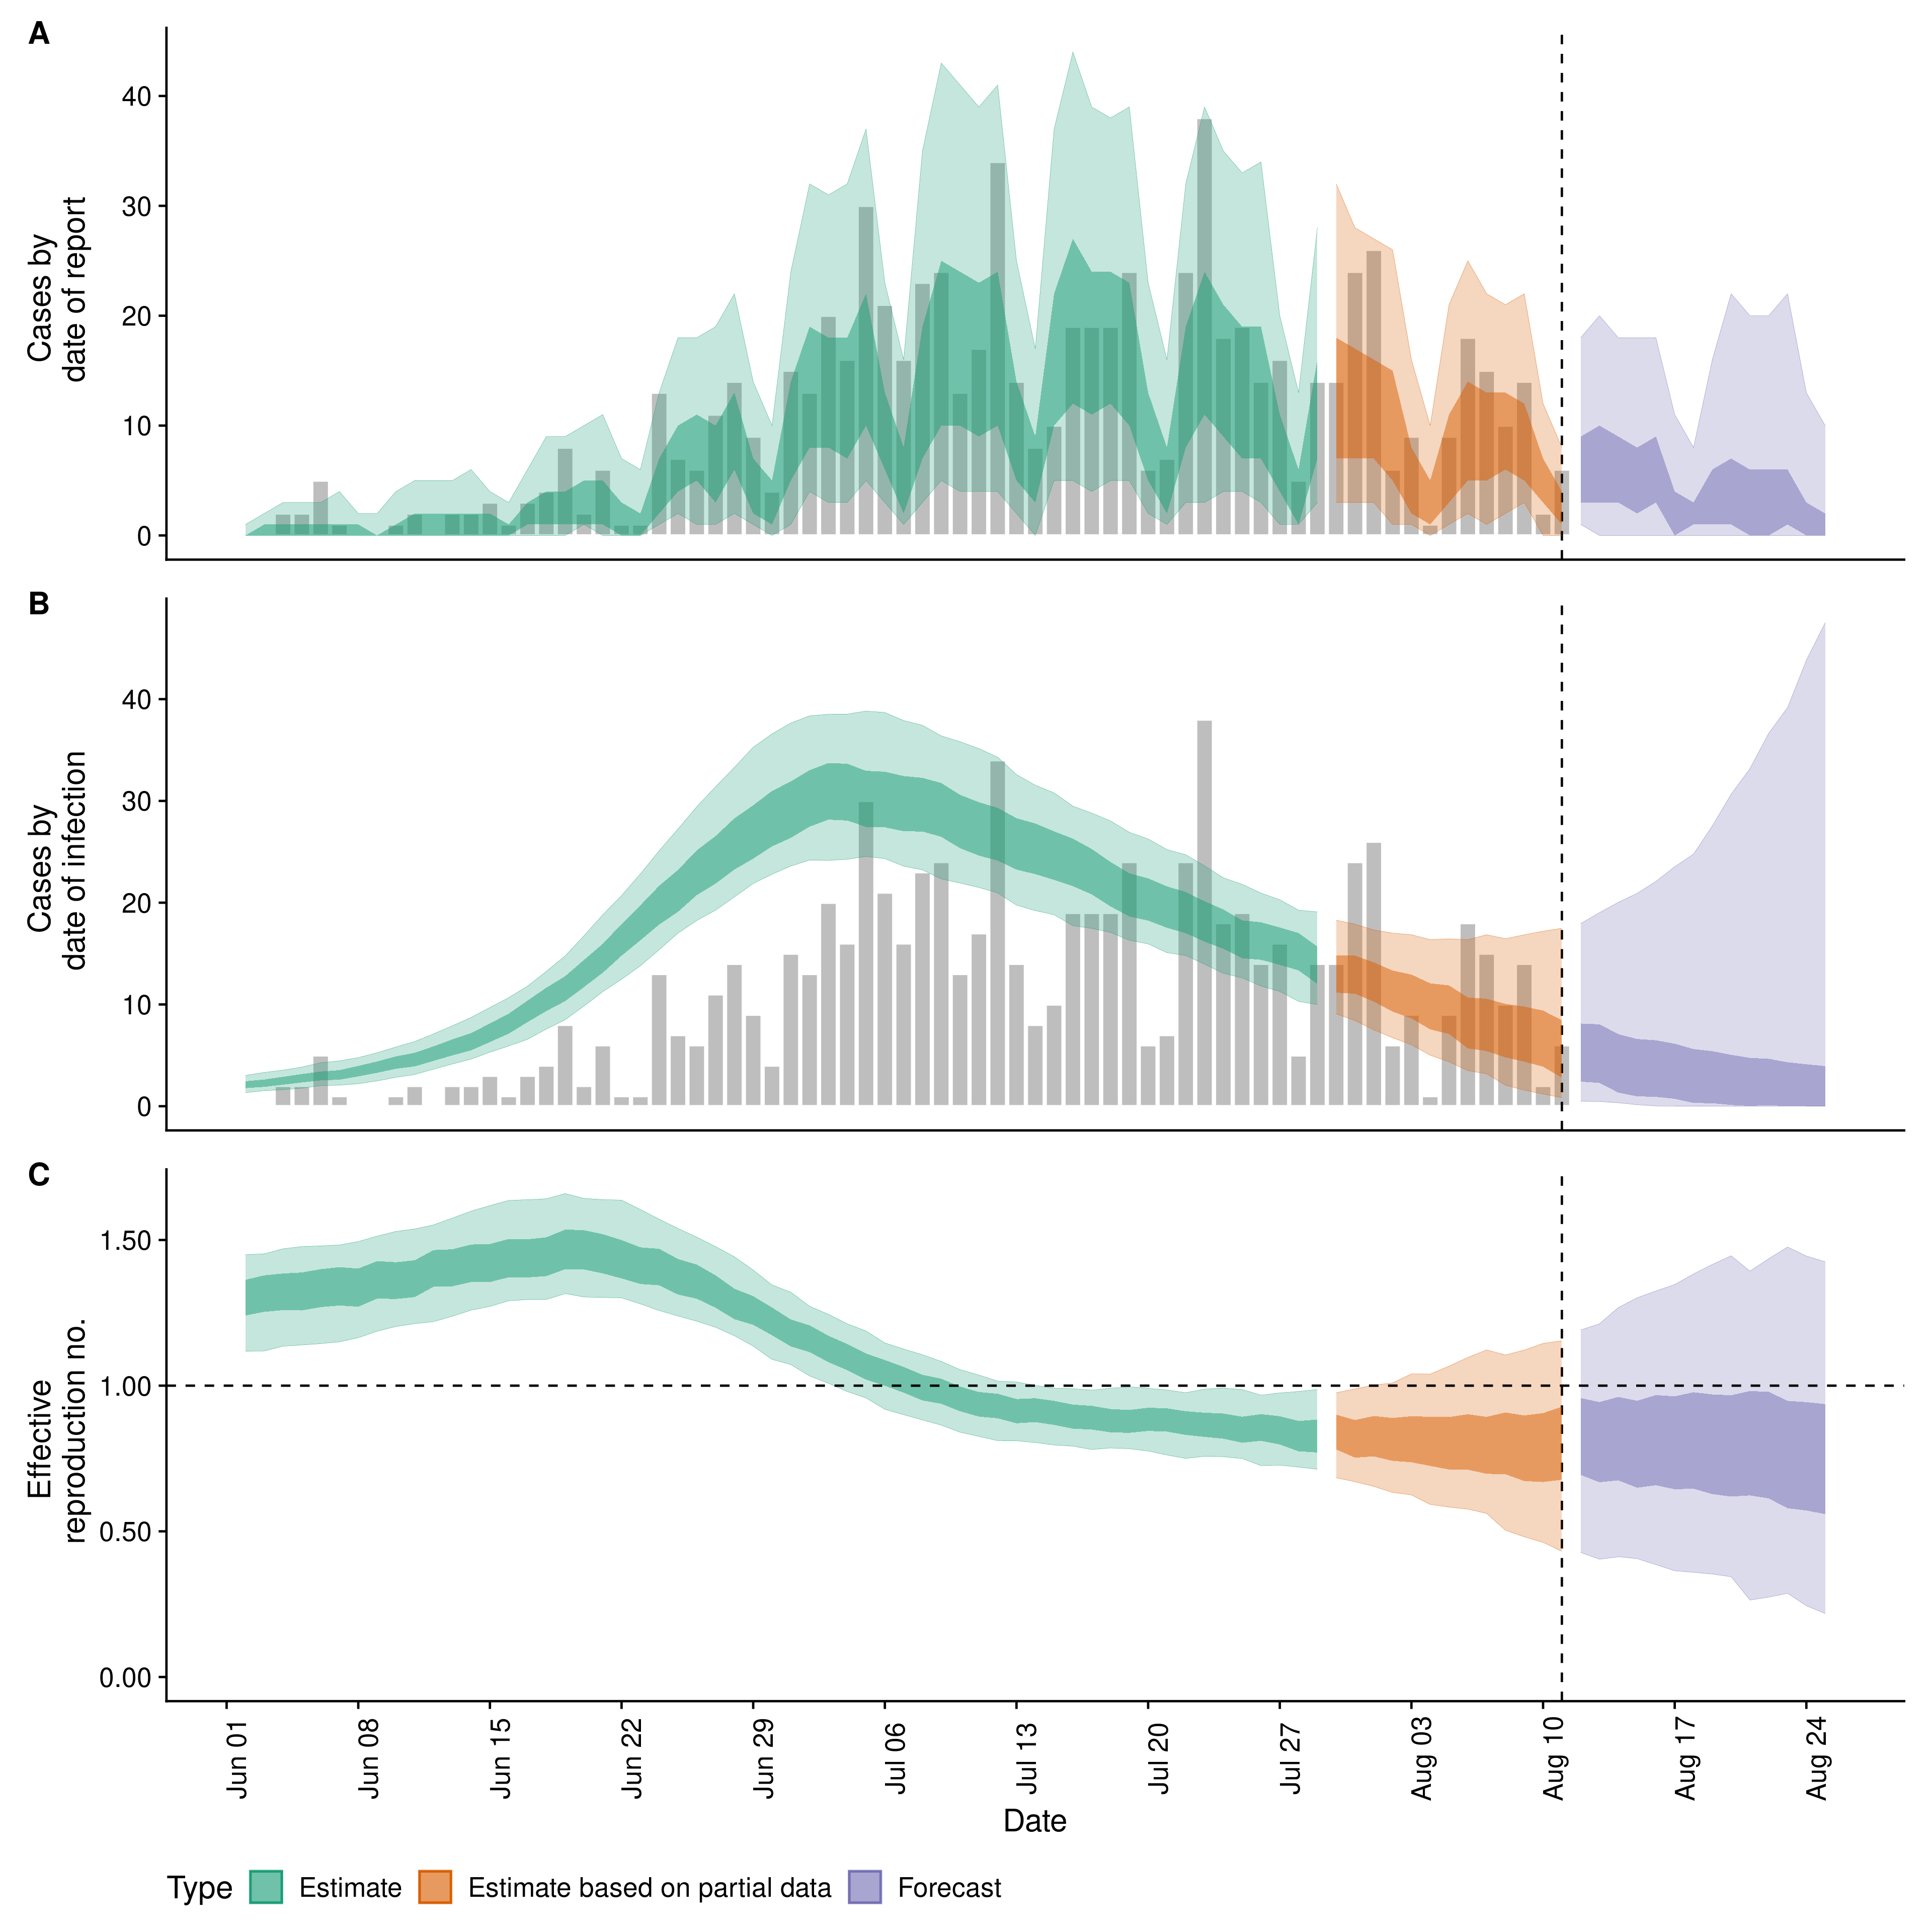 A
Cases by
date of report
40
30
20
10
0
B
Cases by
date of infection
40
30
20
10
0
C
Effective
reproduction no.
1.50
1.00
0.50
0.00
Jun 01
Jun 08
Jun 15
Jun 22
Jun 29
Jul 06
Jul 13
Jul 20
Jul 27
Aug 03
Aug 10
Aug 17
Aug 24
Date
Type Estimate Estimate based on partial data Forecast